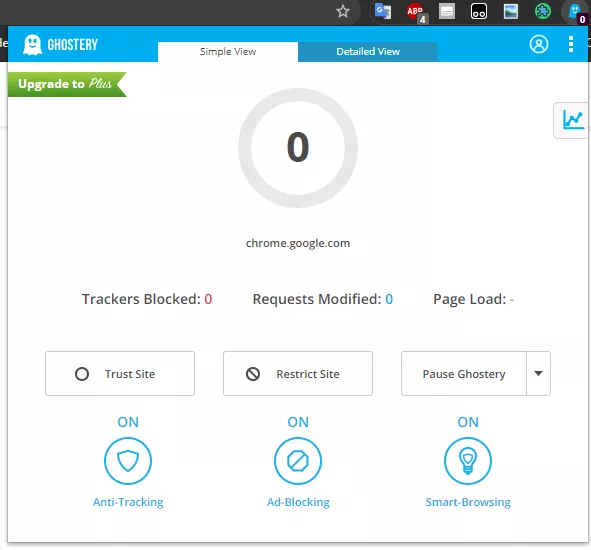 ABP
4
0
GHOSTERY
Simple View
Detailed View
Upgrade to Plus
0
chrome.google.com
Trackers Blocked: 0
Requests Modified: 0
Page Load: -
Trust Site
Restrict Site
Pause Ghostery
ON
ON
ON
Anti-Tracking
Ad-Blocking
Smart-Browsing